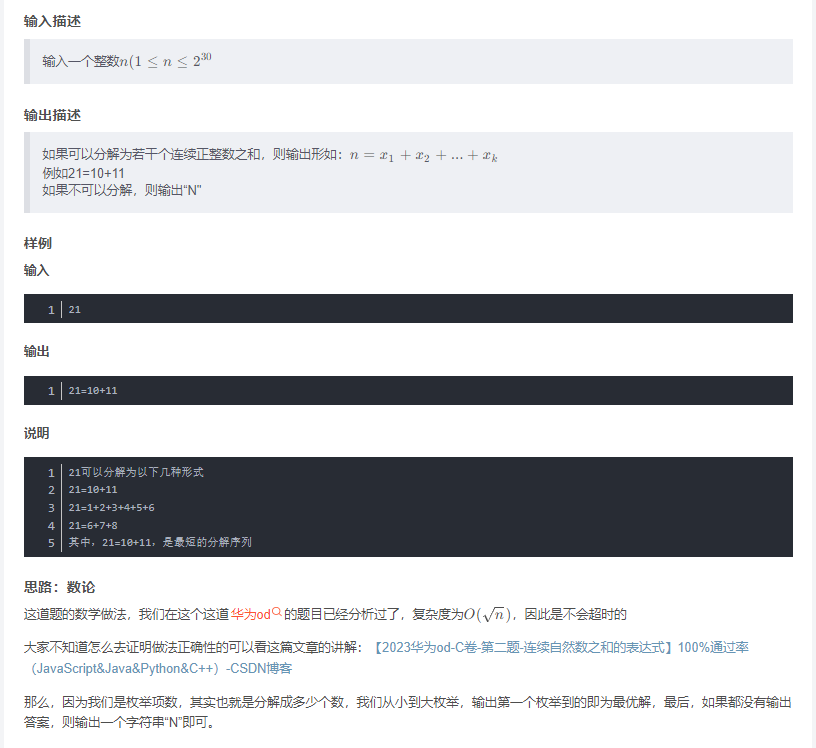 输入描述
输入一个整数n(1 ≤ n ≤ 2^30
输出描述
如果可以分解为若干个连续正整数之和，则输出形如：n = x₁ + x₂ + ... + xₖ
例如21=10+11
如果不可以分解，则输出“N”
样例
输入
1 21
输出
1 21=10+11
说明
1 21可以分解为以下几种形式
2 21=10+11
3 21=1+2+3+4+5+6
4 21=6+7+8
5 其中，21=10+11，是最短的分解序列
思路：数论
这道题的数学做法，我们在这个这道华为od的题目已经分析过了，复杂度为O(√n)，因此是不会超时的
大家不知道怎么去证明做法正确性的可以看这篇文章的讲解：【2023华为od-C卷-第二题-连续自然数之和的表达式】100%通过率
（JavaScript&Java&Python&C++）-CSDN博客
那么，因为我们是枚举项数，其实也就是分解成多少个数，我们从小到大枚举，输出第一个枚举到的即为最优解，最后，如果都没有输出
答案，则输出一个字符串“N”即可。